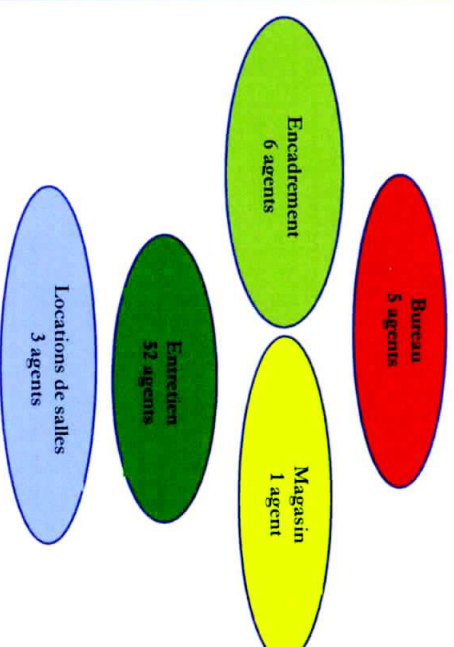 Bureau
5 agents
Encadrement
6 agents
Magasin
1 agent
Entretien
52 agents
Locations de salles
3 agents